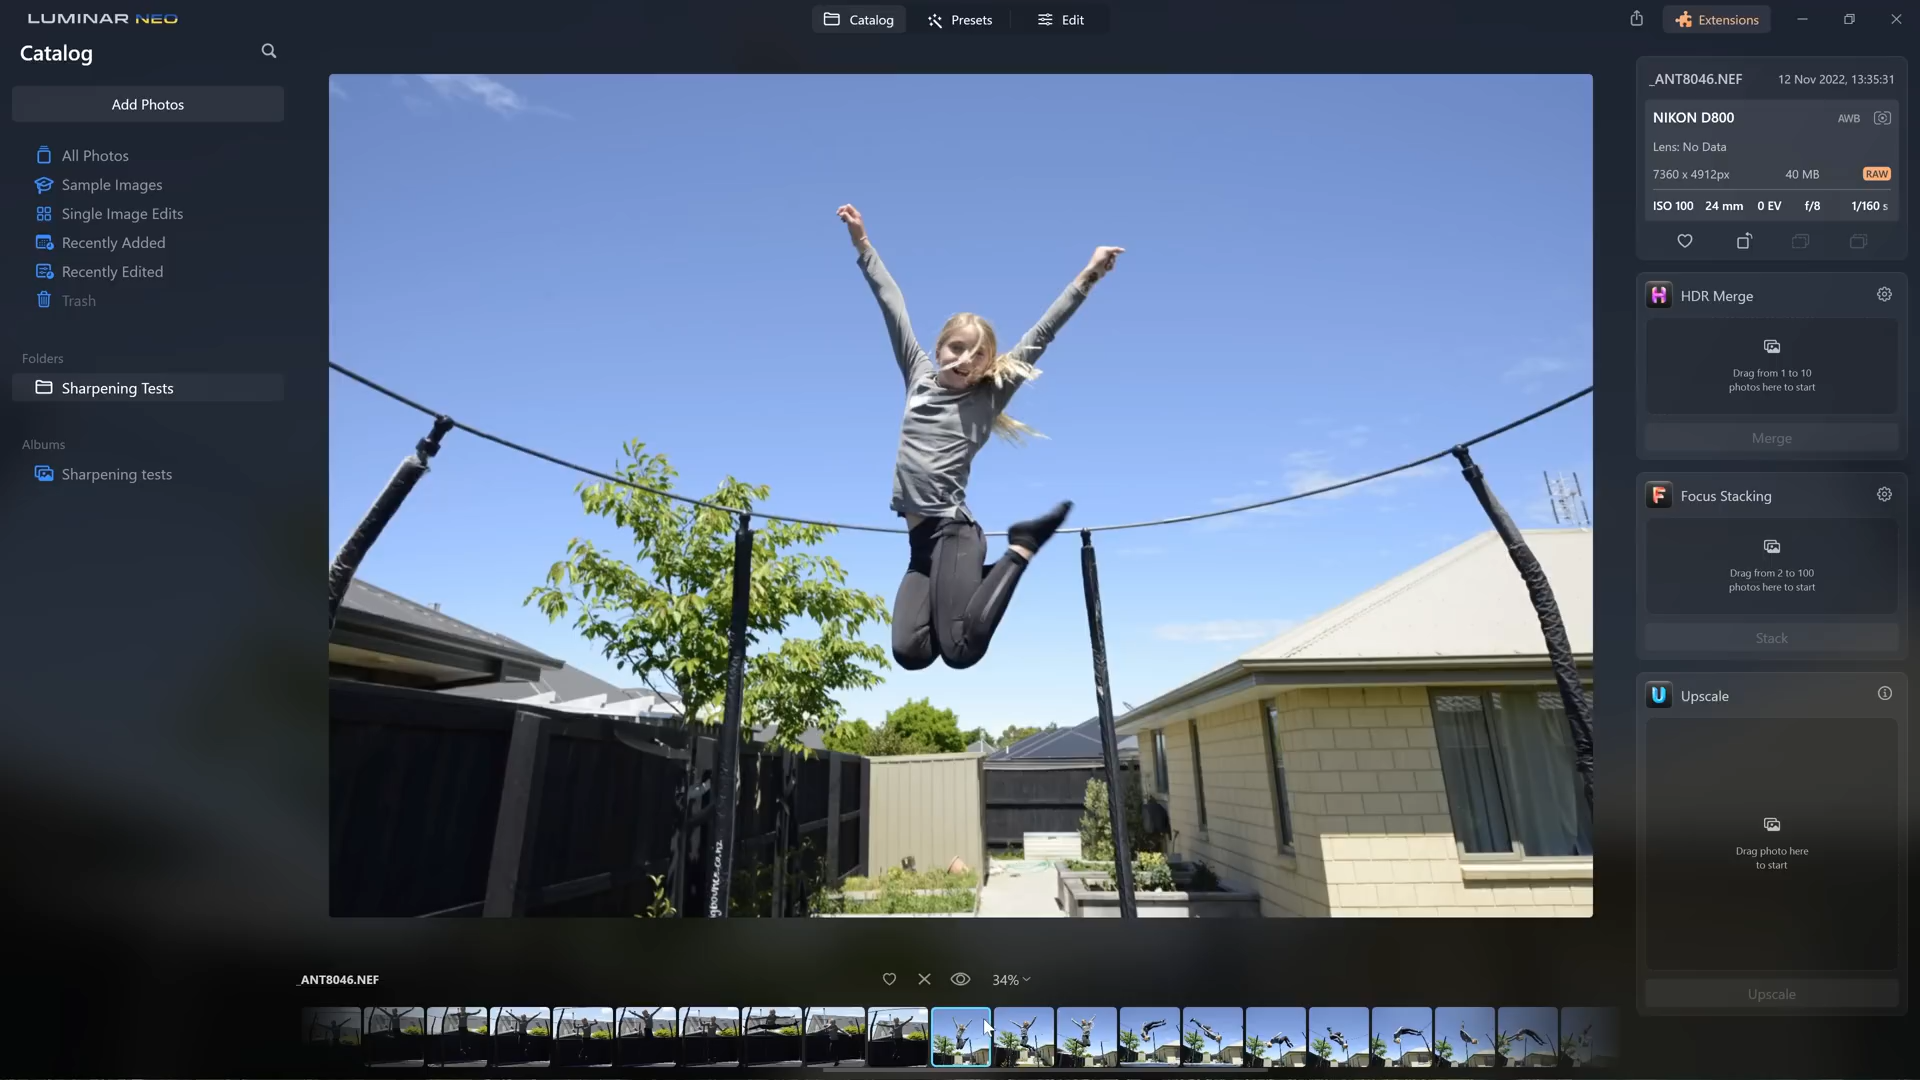 LUMINAR NEO
Catalog
Presets
Edit
Extensions
Catalog
Add Photos
All Photos
Sample Images
Single Image Edits
Recently Added
Recently Edited
Trash
Folders
Sharpening Tests
Albums
Sharpening tests
_ANT8046.NEF 12 Nov 2022, 13:35:31
NIKON D800 AWB
Lens: No Data
7360 x 4912px 40 MB RAW
ISO 100 24 mm 0 EV f/8 1/160 s
HDR Merge
Drag from 1 to 10
photos here to start
Merge
Focus Stacking
Drag from 2 to 100
photos here to start
Stack
Upscale
Drag photo here
to start
Upscale
_ANT8046.NEF
34%